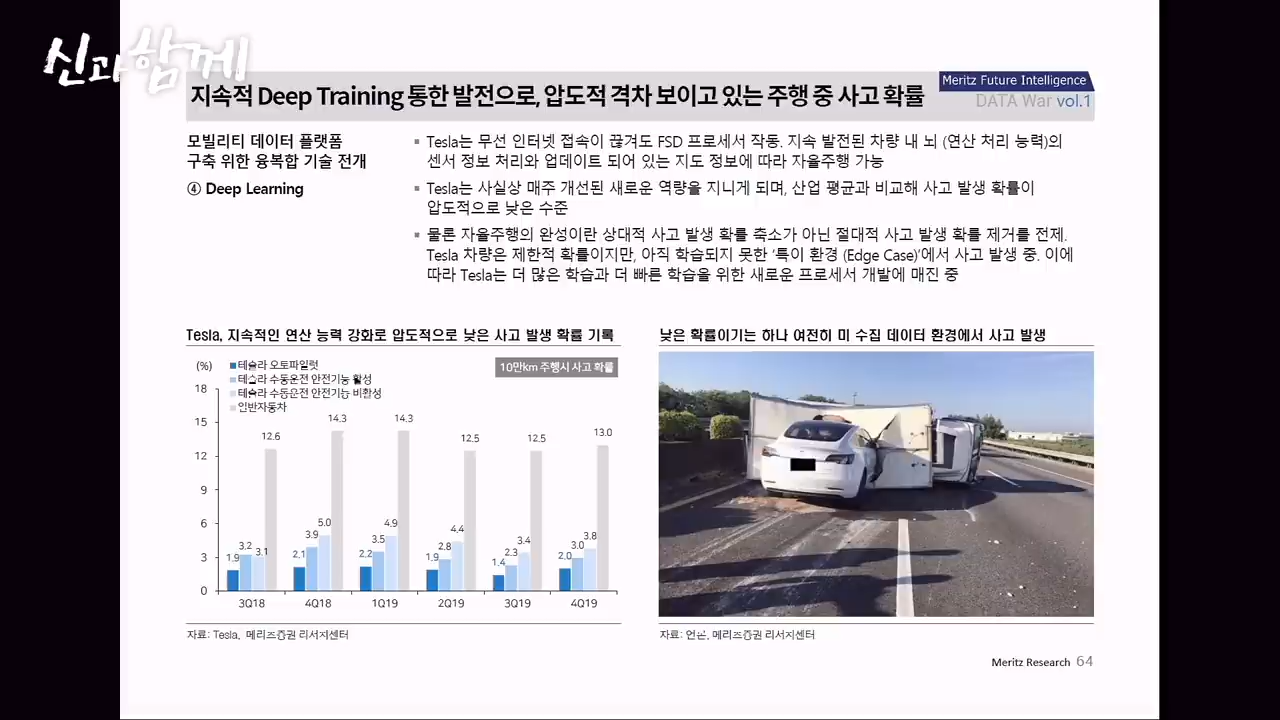 신과함께
지속적 Deep Training 통한 발전으로, 압도적 격차 보이고 있는 주행 중 사고 확률
Meritz Future Intelligence
DATA War vol.1
모빌리티 데이터 플랫폼
구축 위한 융복합 기술 전개
④ Deep Learning
▪ Tesla는 무선 인터넷 접속이 끊겨도 FSD 프로세서 작동. 지속 발전된 차량 내 뇌 (연산 처리 능력)의
센서 정보 처리와 업데이트 되어 있는 지도 정보에 따라 자율주행 가능
▪ Tesla는 사실상 매주 개선된 새로운 역량을 지니게 되며, 산업 평균과 비교해 사고 발생 확률이
압도적으로 낮은 수준
▪ 물론 자율주행의 완성이란 상대적 사고 발생 확률 축소가 아닌 절대적 사고 발생 확률 제거를 전제.
Tesla 차량은 제한적 확률이지만, 아직 학습되지 못한 ‘특이 환경 (Edge Case)’에서 사고 발생 중. 이에
따라 Tesla는 더 많은 학습과 더 빠른 학습을 위한 새로운 프로세서 개발에 매진 중
Tesla, 지속적인 연산 능력 강화로 압도적으로 낮은 사고 발생 확률 기록
(%)
테슬라 오토파일럿
테슬라 수동운전 안전기능 활성
테슬라 수동운전 안전기능 비활성
일반자동차
10만km 주행시 사고 확률
18
15
12
9
6
3
0
1.9 3.2 3.1 12.6
2.1 3.9 5.0 14.3
2.2 3.5 4.9 14.3
1.9 2.8 4.4 12.5
1.4 2.3 3.4 12.5
2.0 3.0 3.8 13.0
3Q18 4Q18 1Q19 2Q19 3Q19 4Q19
자료: Tesla, 메리츠증권 리서치센터
낮은 확률이기는 하나 여전히 미 수집 데이터 환경에서 사고 발생
자료: 언론, 메리츠증권 리서치센터
Meritz Research 64